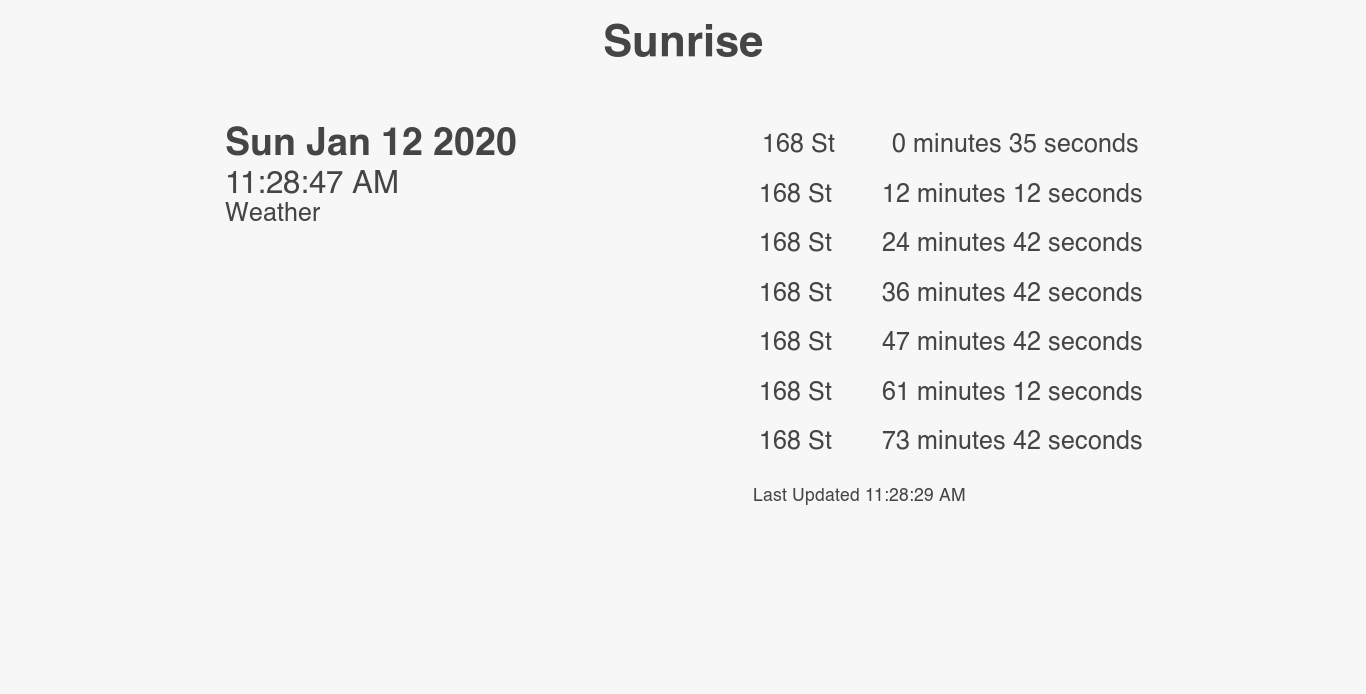 Sunrise
Sun Jan 12 2020
11:28:47 AM
Weather
168 St 0 minutes 35 seconds
168 St 12 minutes 12 seconds
168 St 24 minutes 42 seconds
168 St 36 minutes 42 seconds
168 St 47 minutes 42 seconds
168 St 61 minutes 12 seconds
168 St 73 minutes 42 seconds
Last Updated 11:28:29 AM